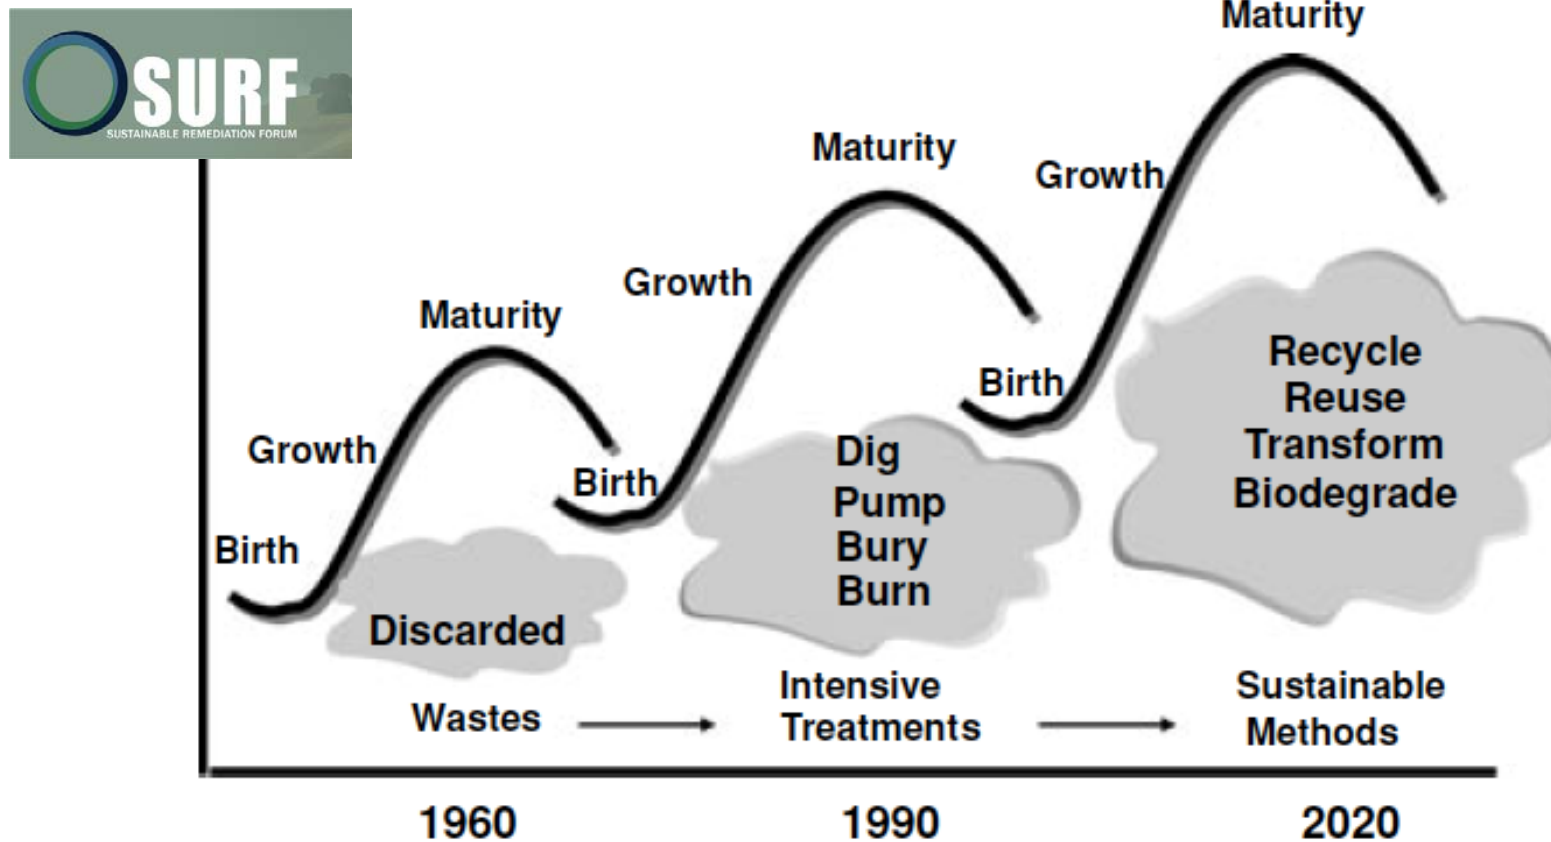 SURF
SUSTAINABLE REMEDIATION FORUM
Birth
Growth
Maturity
Discarded
Birth
Growth
Maturity
Dig
Pump
Bury
Burn
Birth
Growth
Maturity
Recycle
Reuse
Transform
Biodegrade
Wastes
Intensive
Treatments
Sustainable
Methods
1960
1990
2020